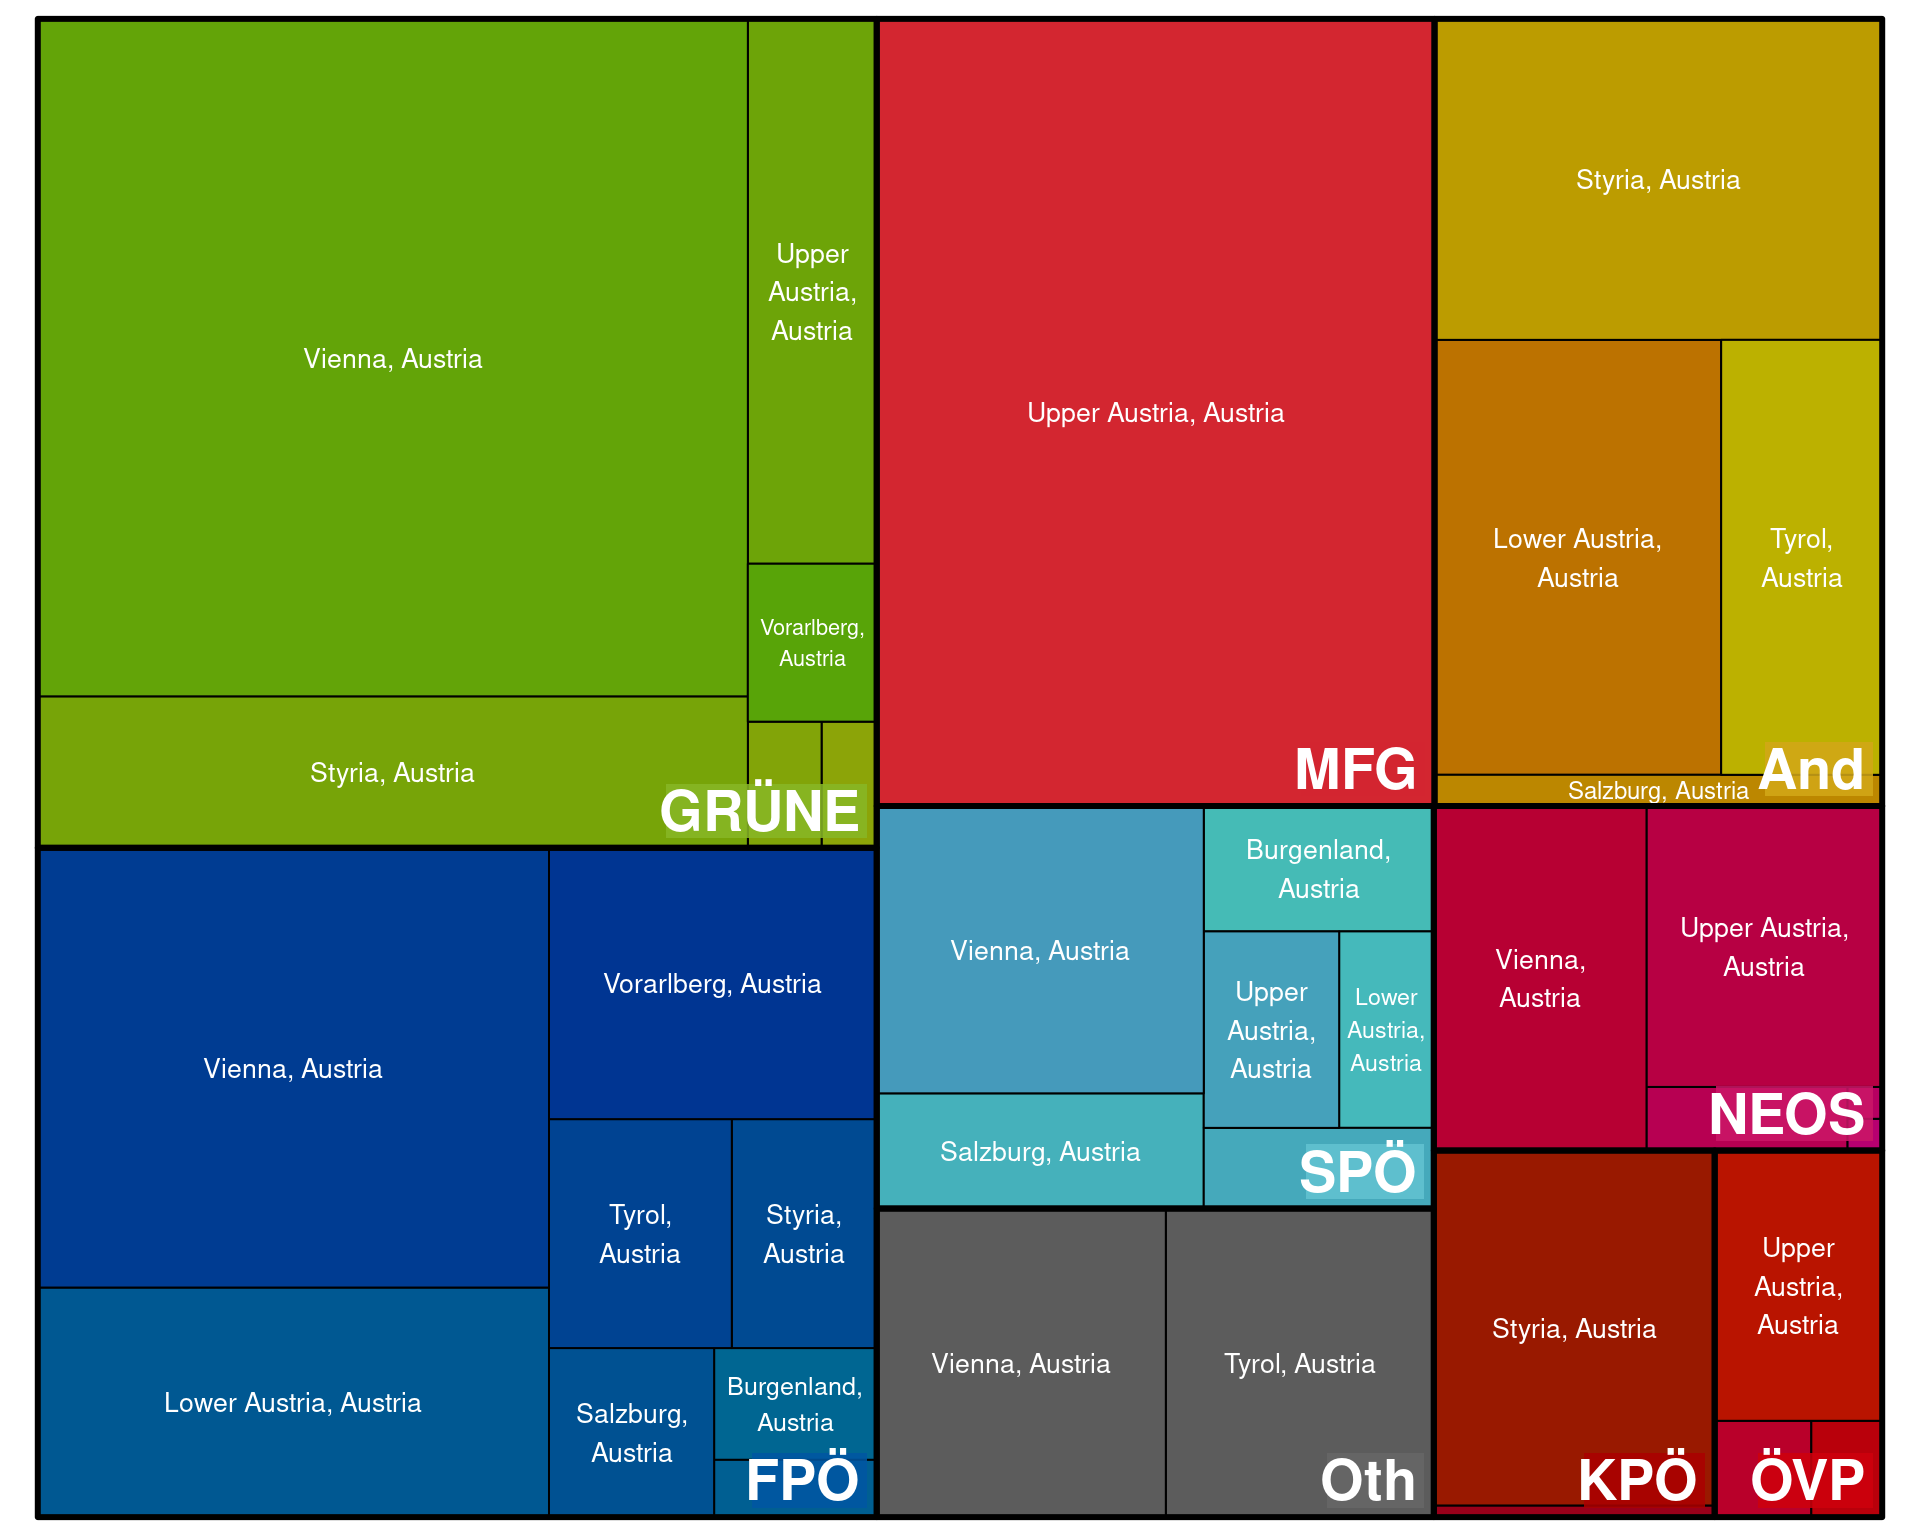 Vienna, Austria
Upper
Austria,
Austria
Vorarlberg,
Austria
Styria, Austria
GRÜNE
Upper Austria, Austria
MFG
Styria, Austria
Lower Austria,
Austria
Tyrol,
Austria
Salzburg, Austria
And
Vienna, Austria
Vorarlberg, Austria
Tyrol,
Austria
Styria,
Austria
Lower Austria, Austria
Salzburg,
Austria
Burgenland,
Austria
FPÖ
Vienna, Austria
Burgenland,
Austria
Upper
Austria,
Austria
Lower
Austria,
Austria
Salzburg, Austria
SPÖ
Vienna,
Austria
Upper Austria,
Austria
NEOS
Vienna, Austria
Tyrol, Austria
Oth
Styria, Austria
KPÖ
Upper
Austria,
Austria
ÖVP